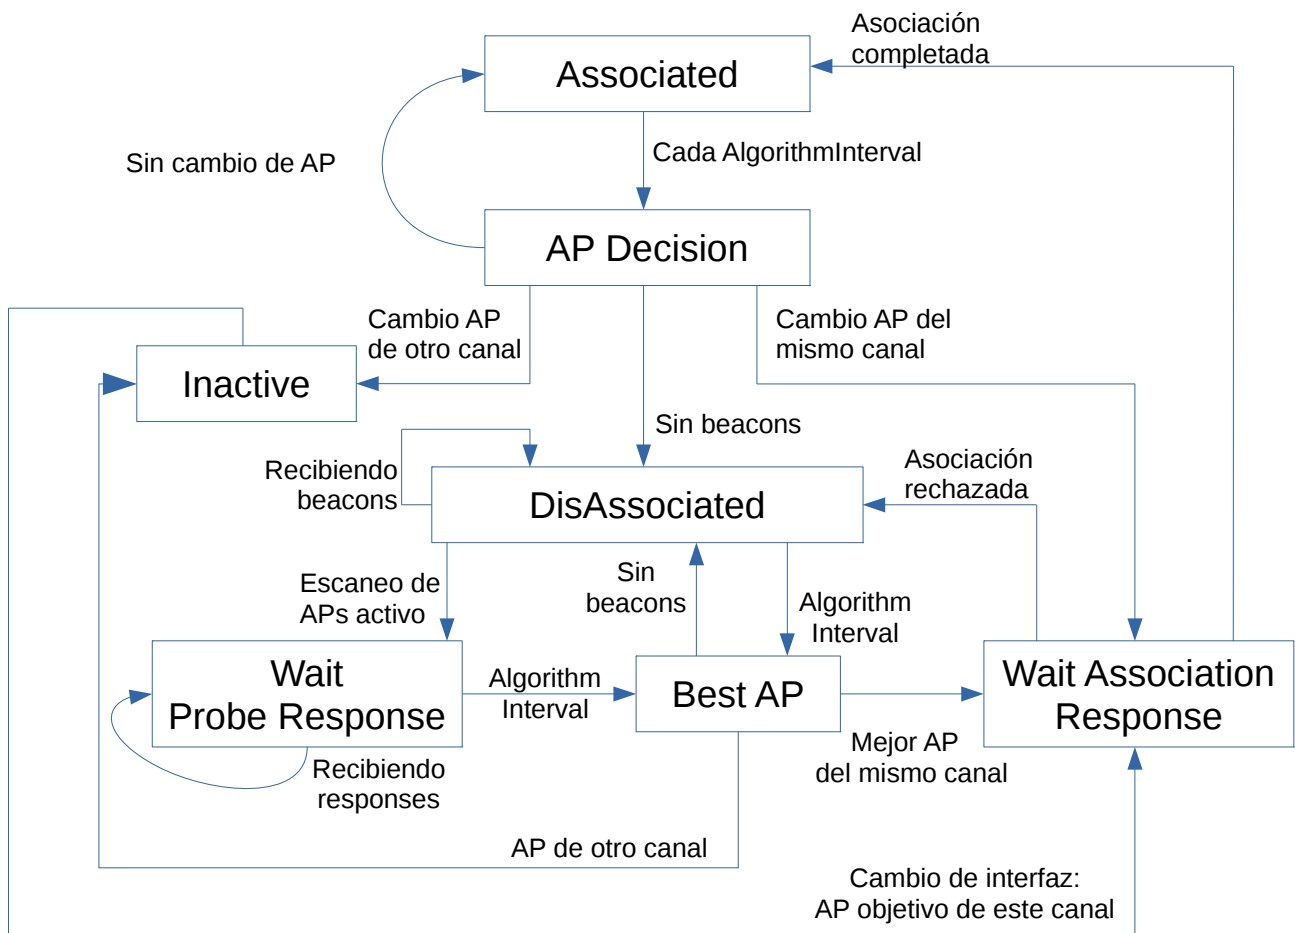 Asociación
completada
Associated
Sin cambio de AP
Cada AlgorithmInterval
AP Decision
Cambio AP
de otro canal
Cambio AP del
mismo canal
Inactive
Sin beacons
Recibiendo
beacons
Asociación
rechazada
DisAssociated
Escaneo de
APs activo
Sin
beacons
Algorithm
Interval
Wait
Probe Response
Algorithm
Interval
Best AP
Wait Association
Response
Mejor AP
del mismo canal
Recibiendo
responses
AP de otro canal
Cambio de interfaz:
AP objetivo de este canal